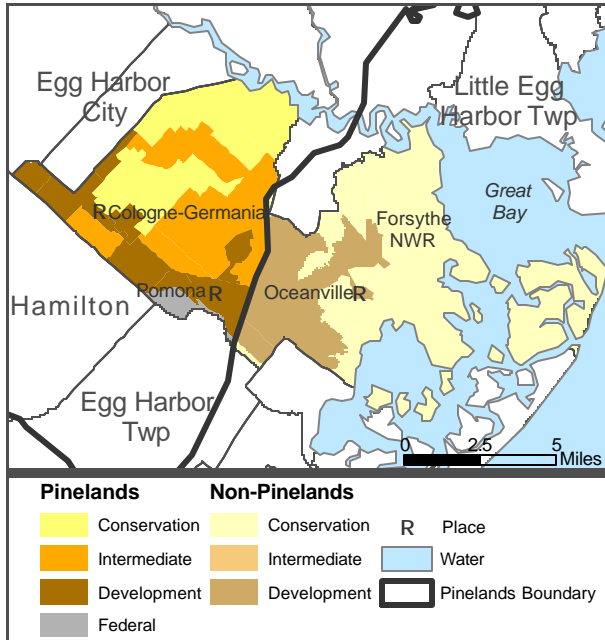 Egg Harbor
City
Little Egg
Harbor Twp
Great
Bay
R Cologne-Germania
Forsythe
NWR
Pomona R
Oceanville R
Hamilton
Egg Harbor
Twp
0 2.5 5
Miles
Pinelands Non-Pinelands
Conservation Conservation R Place
Intermediate Intermediate Water
Development Development Pinelands Boundary
Federal